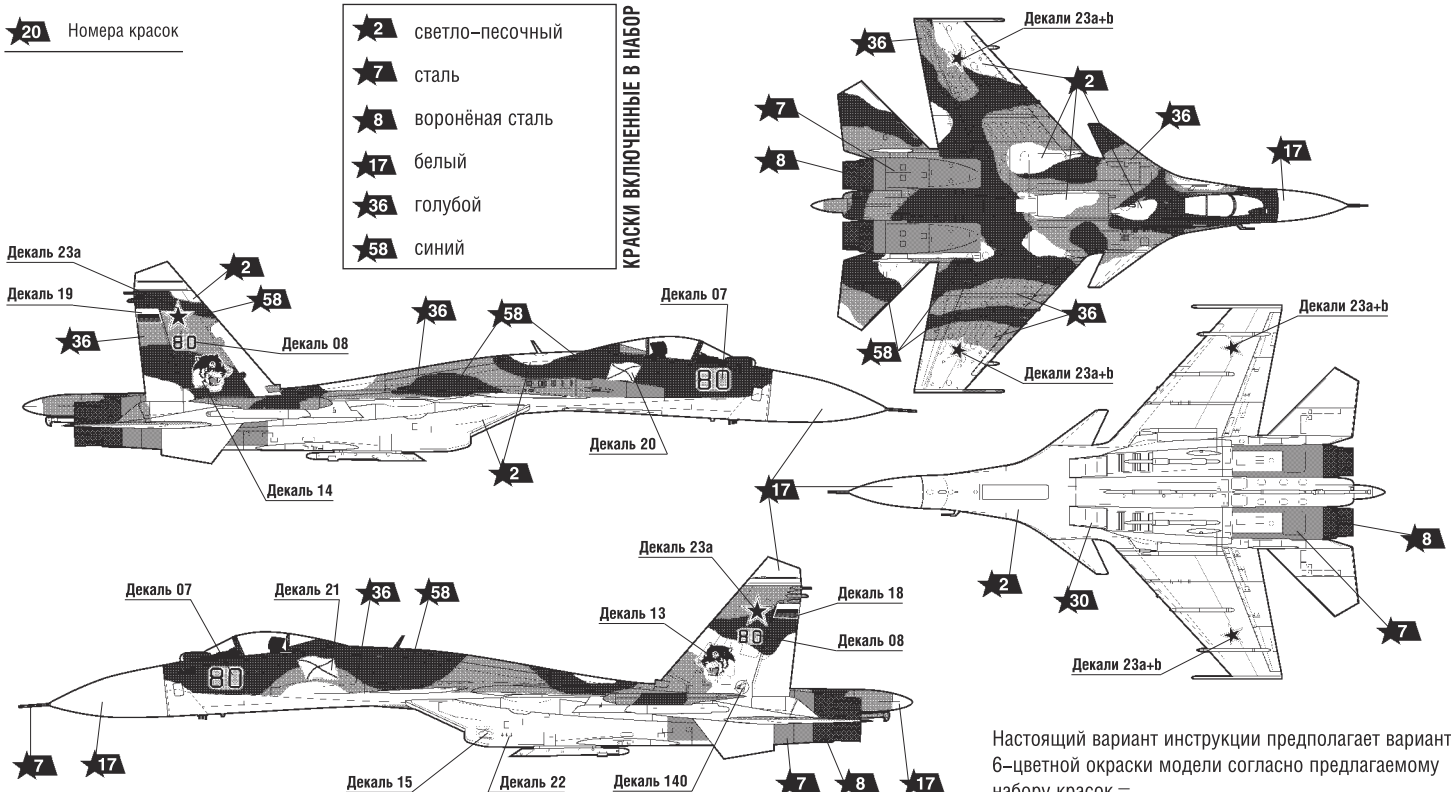 20 Номера красок
КРАСКИ ВКЛЮЧЕННЫЕ В НАБОР
2 светло-песочный
7 сталь
8 воронёная сталь
17 белый
36 голубой
58 синий
Декали 23a+b
36
2
7
36
8
17
36
58
Декали 23a+b
Декаль 23а
2
Декаль 19
58
36
80
Декаль 08
36
58
Декаль 07
80
Декаль 20
2
Декаль 14
17
Декали 23a+b
8
2
30
7
Декали 23a+b
Декаль 23а
Декаль 07
Декаль 21
36
58
Декаль 18
Декаль 13
80
Декаль 08
80
7
17
Декаль 15
Декаль 22
Декаль 140
7
8
17
Настоящий вариант инструкции предполагает вариант
6-цветной окраски модели согласно предлагаемому
набору красок –